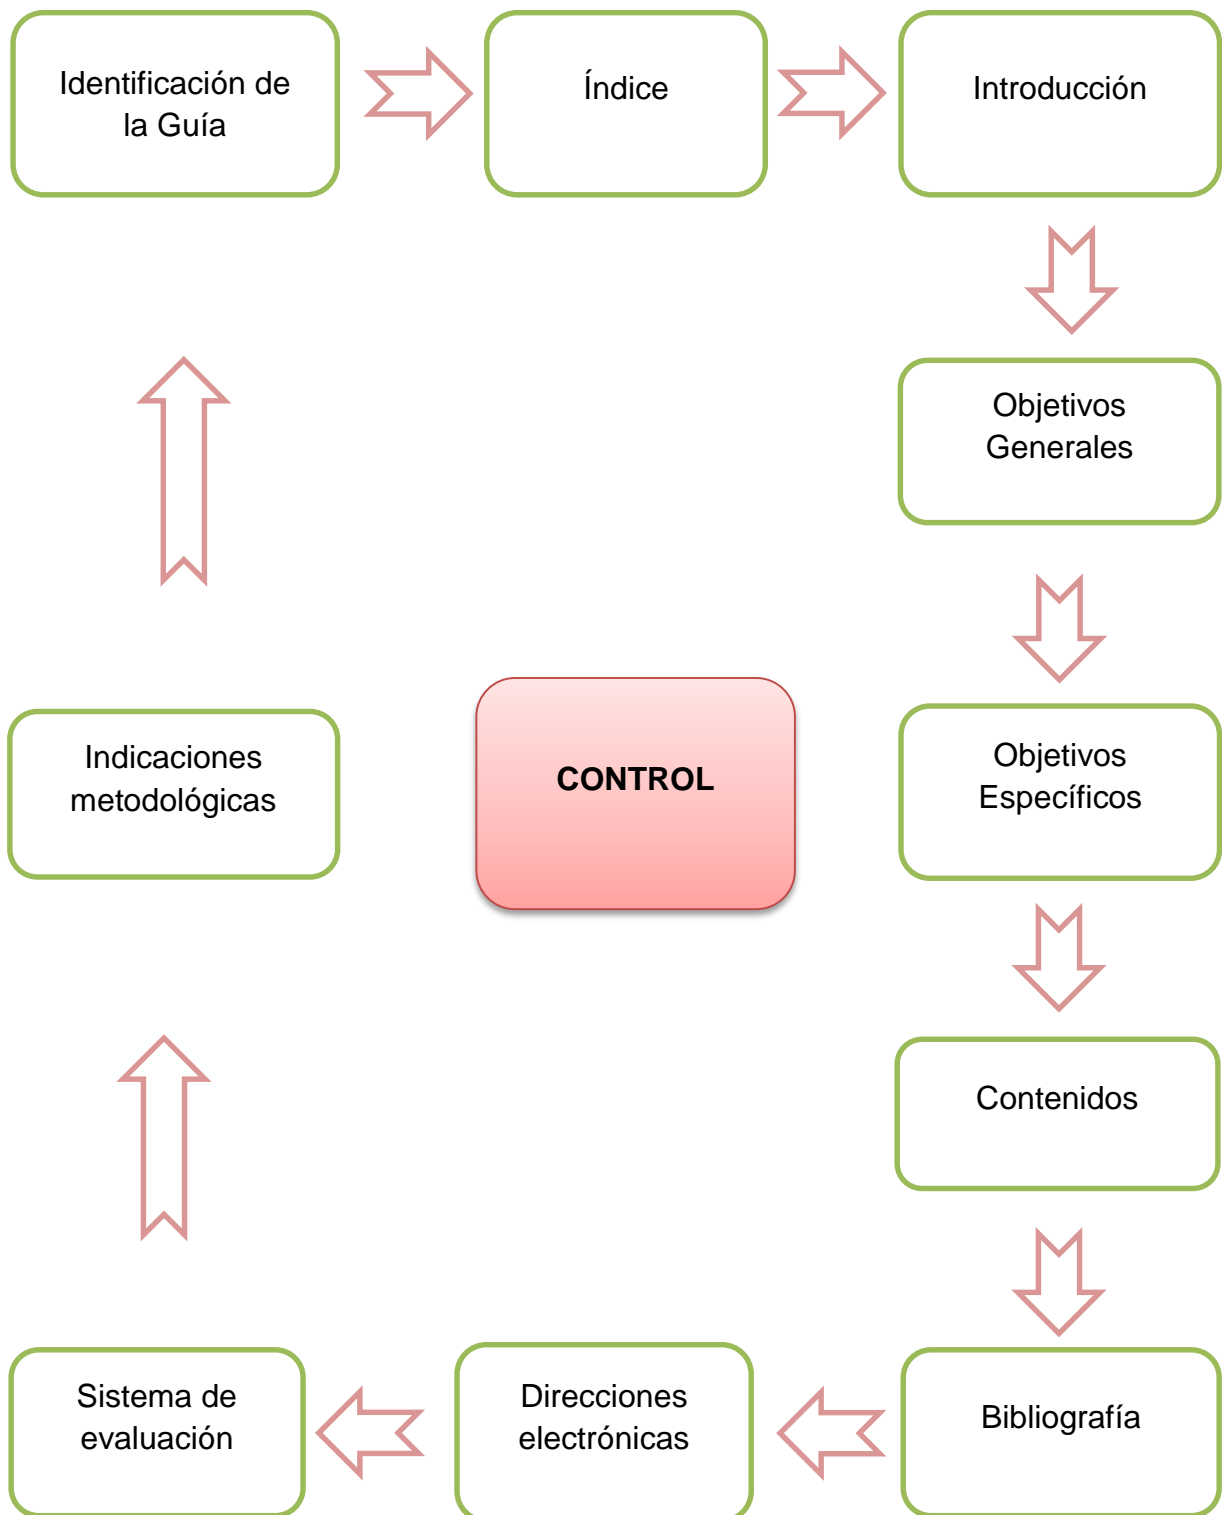 Identificación de
la Guía
Índice
Introducción
Objetivos
Generales
Objetivos
Específicos
Indicaciones
metodológicas
CONTROL
Contenidos
Sistema de
evaluación
Direcciones
electrónicas
Bibliografía